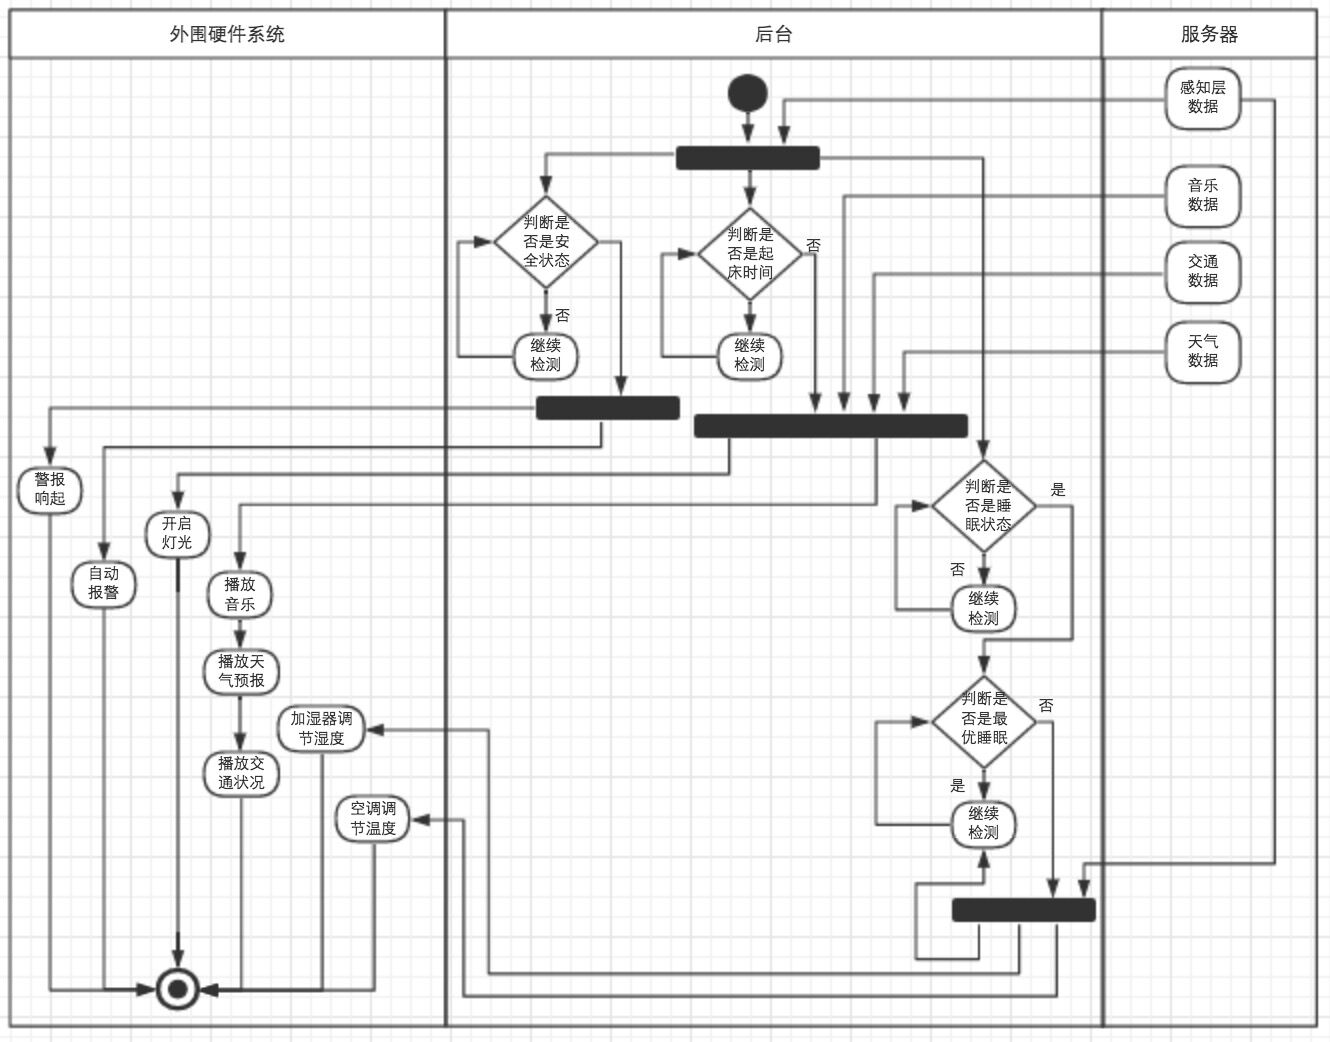 外围硬件系统
后台
服务器
感知层
数据
音乐
数据
交通
数据
天气
数据
判断是
否是安
全状态
否
继续
检测
判断是
否是起
床时间
否
继续
检测
警报
响起
自动
报警
开启
灯光
播放
音乐
播放天
气预报
播放交
通状况
加湿器调
节湿度
空调调
节温度
判断是
否是睡
眠状态
是
否
继续
检测
判断是
否是最
优睡眠
否
是
继续
检测